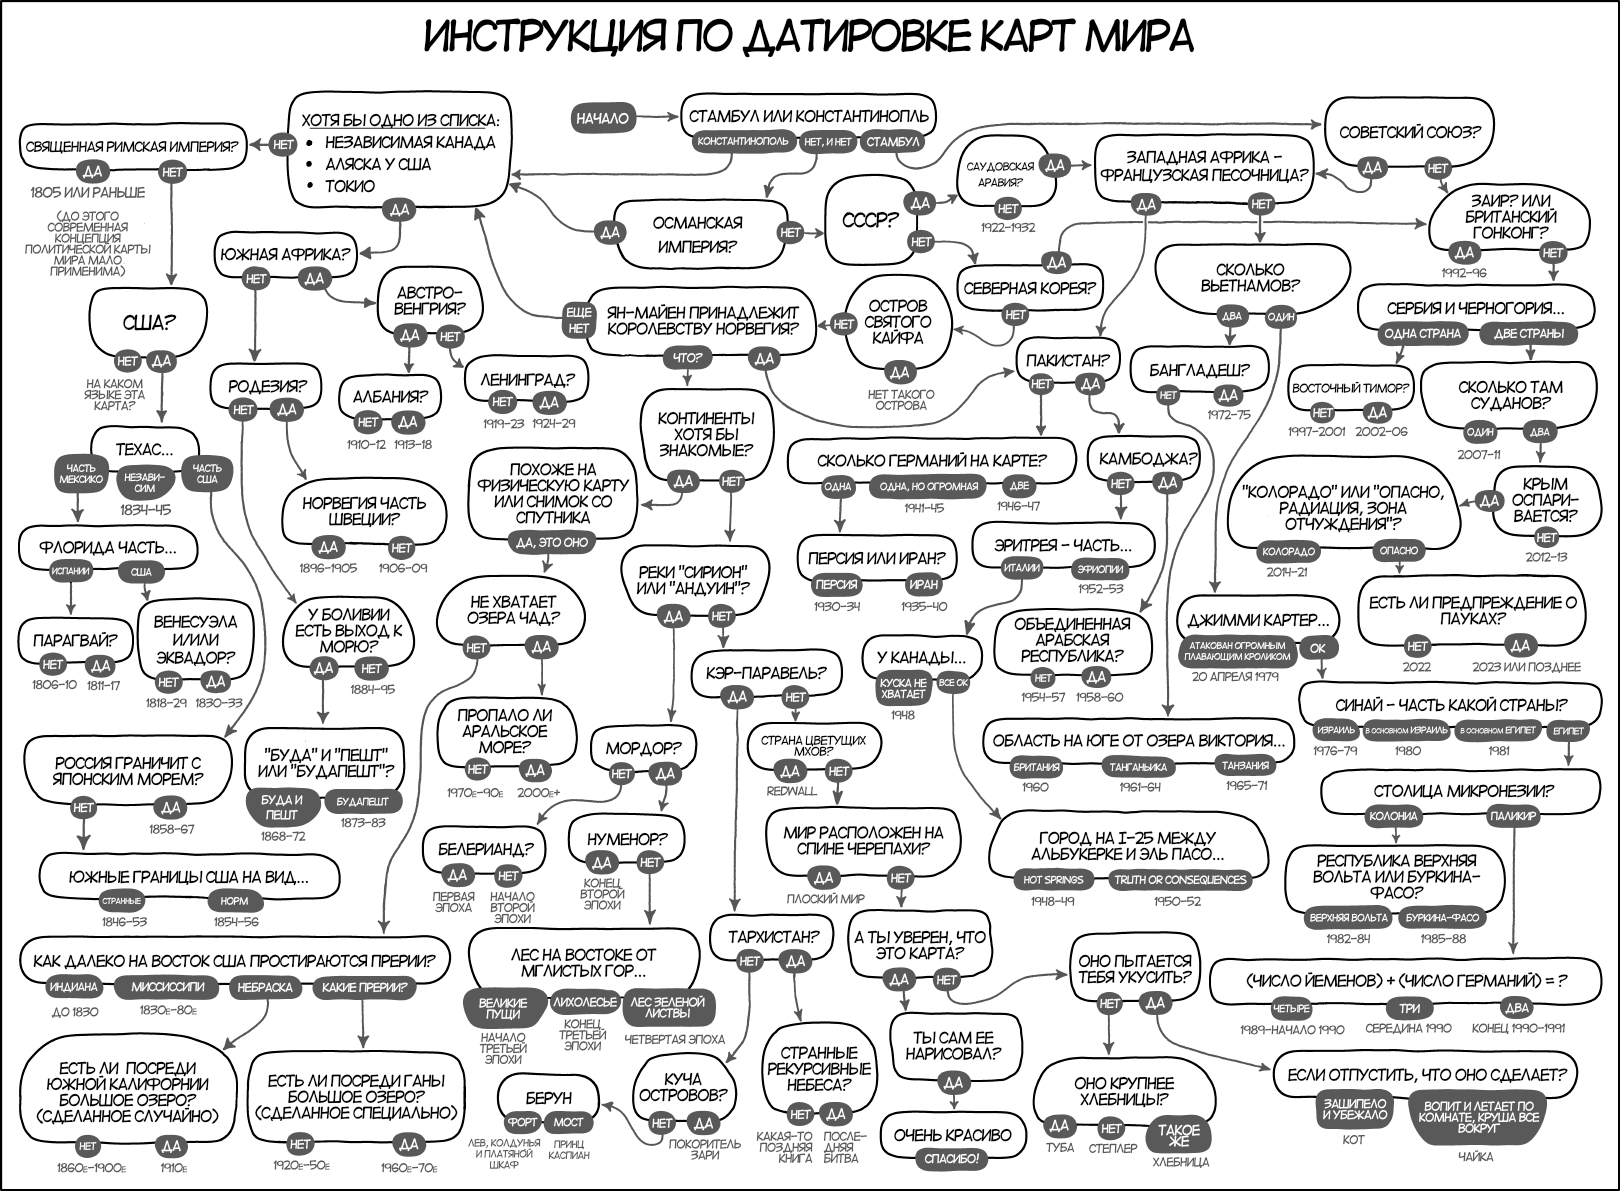 ИНСТРУКЦИЯ ПО ДАТИРОВКЕ КАРТ МИРА
НАЧАЛО
СТАМБУЛ ИЛИ КОНСТАНТИНОПЛЬ
КОНСТАНТИНОПОЛЬ
НЕТ, И НЕТ
СТАМБУЛ
ХОТЯ БЫ ОДНО ИЗ СПИСКА:
• НЕЗАВИСИМАЯ КАНАДА
• АЛЯСКА У США
• ТОКИО
НЕТ
ДА
СВЯЩЕННАЯ РИМСКАЯ ИМПЕРИЯ?
ДА
НЕТ
1805 ИЛИ РАНЬШЕ
(ДО ЭТОГО
СОВРЕМЕННАЯ
КОНЦЕПЦИЯ
ПОЛИТИЧЕСКОЙ КАРТЫ
МИРА МАЛО
ПРИМЕНИМА)
США?
НЕТ
ДА
НА КАКОМ
ЯЗЫКЕ ЭТА
КАРТА?
ТЕХАС...
ЧАСТЬ
МЕКСИКО
НЕЗАВИ-
СИМ
ЧАСТЬ
США
1834-45
ФЛОРИДА ЧАСТЬ...
ИСПАНИИ
США
ПАРАГВАЙ?
НЕТ
ДА
1806-10
1811-17
ВЕНЕСУЭЛА
И/ИЛИ
ЭКВАДОР?
НЕТ
ДА
1818-29
1830-33
РОССИЯ ГРАНИЧИТ С
ЯПОНСКИМ МОРЕМ?
НЕТ
ДА
1858-67
ЮЖНЫЕ ГРАНИЦЫ США НА ВИД...
СТРАННЫЕ
НОРМ
1846-53
1854-56
ЮЖНАЯ АФРИКА?
НЕТ
ДА
РОДЕЗИЯ?
НЕТ
ДА
АВСТРО-
ВЕНГРИЯ?
ДА
НЕТ
АЛБАНИЯ?
НЕТ
ДА
1910-12
1913-18
ЛЕНИНГРАД?
НЕТ
ДА
1919-23
1924-29
НОРВЕГИЯ ЧАСТЬ
ШВЕЦИИ?
ДА
НЕТ
1896-1905
1906-09
У БОЛИВИИ
ЕСТЬ ВЫХОД К
МОРЮ?
ДА
НЕТ
1884-95
"БУДА" И "ПЕШТ"
ИЛИ "БУДАПЕШТ"?
БУДА И
ПЕШТ
БУДАПЕШТ
1868-72
1873-83
ОСМАНСКАЯ
ИМПЕРИЯ?
ДА
НЕТ
СССР?
ДА
НЕТ
САУДОВСКАЯ
АРАВИЯ?
ДА
НЕТ
1922-1932
СЕВЕРНАЯ КОРЕЯ?
ДА
НЕТ
ОСТРОВ
СВЯТОГО
КАЙФА
НЕТ
ДА
НЕТ ТАКОГО
ОСТРОВА
ЯН-МАЙЕН ПРИНАДЛЕЖИТ
КОРОЛЕВСТВУ НОРВЕГИЯ?
ЕЩЕ
НЕТ
ЧТО?
ДА
ЗАПАДНАЯ АФРИКА -
ФРАНЦУЗСКАЯ ПЕСОЧНИЦА?
ДА
НЕТ
СОВЕТСКИЙ СОЮЗ?
ДА
НЕТ
ЗАИР? ИЛИ
БРИТАНСКИЙ
ГОНКОНГ?
ДА
НЕТ
1992-96
СЕРБИЯ И ЧЕРНОГОРИЯ...
ОДНА СТРАНА
ДВЕ СТРАНЫ
ВОСТОЧНЫЙ ТИМОР?
НЕТ
ДА
1997-2001
2002-06
СКОЛЬКО ТАМ
СУДАНОВ?
ОДИН
ДВА
2007-11
КРЫМ
ОСПАРИ-
ВАЕТСЯ?
ДА
НЕТ
2012-13
"КОЛОРАДО" ИЛИ "ОПАСНО,
РАДИАЦИЯ, ЗОНА
ОТЧУЖДЕНИЯ"?
КОЛОРАДО
ОПАСНО
2014-21
ЕСТЬ ЛИ ПРЕДПРЕЖДЕНИЕ О
ПАУКАХ?
НЕТ
ДА
2022
2023 ИЛИ ПОЗДНЕЕ
СКОЛЬКО
ВЬЕТНАМОВ?
ДВА
ОДИН
БАНГЛАДЕШ?
НЕТ
ДА
1972-75
ПАКИСТАН?
НЕТ
ДА
СКОЛЬКО ГЕРМАНИЙ НА КАРТЕ?
ОДНА
ОДНА, НО ОГРОМНАЯ
ДВЕ
1941-45
1946-47
ПЕРСИЯ ИЛИ ИРАН?
ПЕРСИЯ
ИРАН
1930-34
1935-40
КАМБОДЖА?
НЕТ
ДА
ЭРИТРЕЯ - ЧАСТЬ...
ИТАЛИИ
ЭФИОПИИ
1952-53
У КАНАДЫ...
КУСКА НЕ
ХВАТАЕТ
ВСЕ ОК
1948
ОБЪЕДИНЕННАЯ
АРАБСКАЯ
РЕСПУБЛИКА?
НЕТ
ДА
1954-57
1958-60
ОБЛАСТЬ НА ЮГЕ ОТ ОЗЕРА ВИКТОРИЯ...
БРИТАНИЯ
ТАНГАНЬИКА
ТАНЗАНИЯ
1960
1961-64
1965-71
ГОРОД НА I-25 МЕЖДУ
АЛЬБУКЕРКЕ И ЭЛЬ ПАСО...
HOT SPRINGS
TRUTH OR CONSEQUENCES
1948-49
1950-52
ДЖИММИ КАРТЕР...
АТАКОВАН ОГРОМНЫМ
ПЛАВАЮЩИМ КРОЛИКОМ
ОК
20 АПРЕЛЯ 1979
СИНАЙ - ЧАСТЬ КАКОЙ СТРАНЫ?
ИЗРАИЛЬ
В ОСНОВНОМ ИЗРАИЛЬ
В ОСНОВНОМ ЕГИПЕТ
ЕГИПЕТ
1976-79
1980
1981
СТОЛИЦА МИКРОНЕЗИИ?
КОЛОНИА
ПАЛИКИР
РЕСПУБЛИКА ВЕРХНЯЯ
ВОЛЬТА ИЛИ БУРКИНА-
ФАСО?
ВЕРХНЯЯ ВОЛЬТА
БУРКИНА-ФАСО
1982-84
1985-88
(ЧИСЛО ЙЕМЕНОВ) + (ЧИСЛО ГЕРМАНИЙ) = ?
ЧЕТЫРЕ
ТРИ
ДВА
1989-НАЧАЛО 1990
СЕРЕДИНА 1990
КОНЕЦ 1990-1991
КОНТИНЕНТЫ
ХОТЯ БЫ
ЗНАКОМЫЕ?
ДА
НЕТ
ПОХОЖЕ НА
ФИЗИЧЕСКУЮ КАРТУ
ИЛИ СНИМОК СО
СПУТНИКА
ДА, ЭТО ОНО
НЕ ХВАТАЕТ
ОЗЕРА ЧАД?
НЕТ
ДА
ПРОПАЛО ЛИ
АРАЛЬСКОЕ
МОРЕ?
НЕТ
ДА
1970Е-90Е
2000Е+
КАК ДАЛЕКО НА ВОСТОК США ПРОСТИРАЮТСЯ ПРЕРИИ?
ИНДИАНА
МИССИССИПИ
НЕБРАСКА
КАКИЕ ПРЕРИИ?
ДО 1830
1830Е-80Е
ЕСТЬ ЛИ ПОСРЕДИ
ЮЖНОЙ КАЛИФОРНИИ
БОЛЬШОЕ ОЗЕРО?
(СДЕЛАННОЕ СЛУЧАЙНО)
НЕТ
ДА
1860Е-1900Е
1910Е
ЕСТЬ ЛИ ПОСРЕДИ ГАНЫ
БОЛЬШОЕ ОЗЕРО?
(СДЕЛАННОЕ СПЕЦИАЛЬНО)
НЕТ
ДА
1920Е-50Е
1960Е-70Е
РЕКИ "СИРИОН"
ИЛИ "АНДУИН"?
ДА
НЕТ
МОРДОР?
НЕТ
ДА
БЕЛЕРИАНД?
ДА
НЕТ
ПЕРВАЯ
ЭПОХА
НАЧАЛО
ВТОРОЙ
ЭПОХИ
НУМЕНОР?
ДА
НЕТ
КОНЕЦ
ВТОРОЙ
ЭПОХИ
ЛЕС НА ВОСТОКЕ ОТ
МГЛИСТЫХ ГОР...
ВЕЛИКИЕ
ПУЩИ
ЛИХОЛЕСЬЕ
ЛЕС ЗЕЛЕНОЙ
ЛИСТВЫ
НАЧАЛО
ТРЕТЬЕЙ
ЭПОХИ
КОНЕЦ
ТРЕТЬЕЙ
ЭПОХИ
ЧЕТВЕРТАЯ ЭПОХА
КЭР-ПАРАВЕЛЬ?
ДА
НЕТ
СТРАНА ЦВЕТУЩИХ
МХОВ?
ДА
НЕТ
REDWALL
МИР РАСПОЛОЖЕН НА
СПИНЕ ЧЕРЕПАХИ?
ДА
НЕТ
ПЛОСКИЙ МИР
ТАРХИСТАН?
НЕТ
ДА
КУЧА
ОСТРОВОВ?
НЕТ
ДА
ПОКОРИТЕЛЬ
ЗАРИ
БЕРУН
ФОРТ
МОСТ
ЛЕВ, КОЛДУНЬЯ
И ПЛАТЯНОЙ
ШКАФ
ПРИНЦ
КАСПИАН
СТРАННЫЕ
РЕКУРСИВНЫЕ
НЕБЕСА?
НЕТ
ДА
КАКАЯ-ТО
ПОЗДНЯЯ
КНИГА
ПОСЛЕ-
ДНЯЯ
БИТВА
А ТЫ УВЕРЕН, ЧТО
ЭТО КАРТА?
ДА
НЕТ
ТЫ САМ ЕЕ
НАРИСОВАЛ?
ДА
ОЧЕНЬ КРАСИВО
СПАСИБО!
ОНО ПЫТАЕТСЯ
ТЕБЯ УКУСИТЬ?
НЕТ
ДА
ОНО КРУПНЕЕ
ХЛЕБНИЦЫ?
ДА
НЕТ
ТАКОЕ
ЖЕ
ТУБА
СТЕПЛЕР
ХЛЕБНИЦА
ЕСЛИ ОТПУСТИТЬ, ЧТО ОНО СДЕЛАЕТ?
ЗАШИПЕЛО
И УБЕЖАЛО
ВОПИТ И ЛЕТАЕТ ПО
КОМНАТЕ, КРУША ВСЕ
ВОКРУГ
КОТ
ЧАЙКА